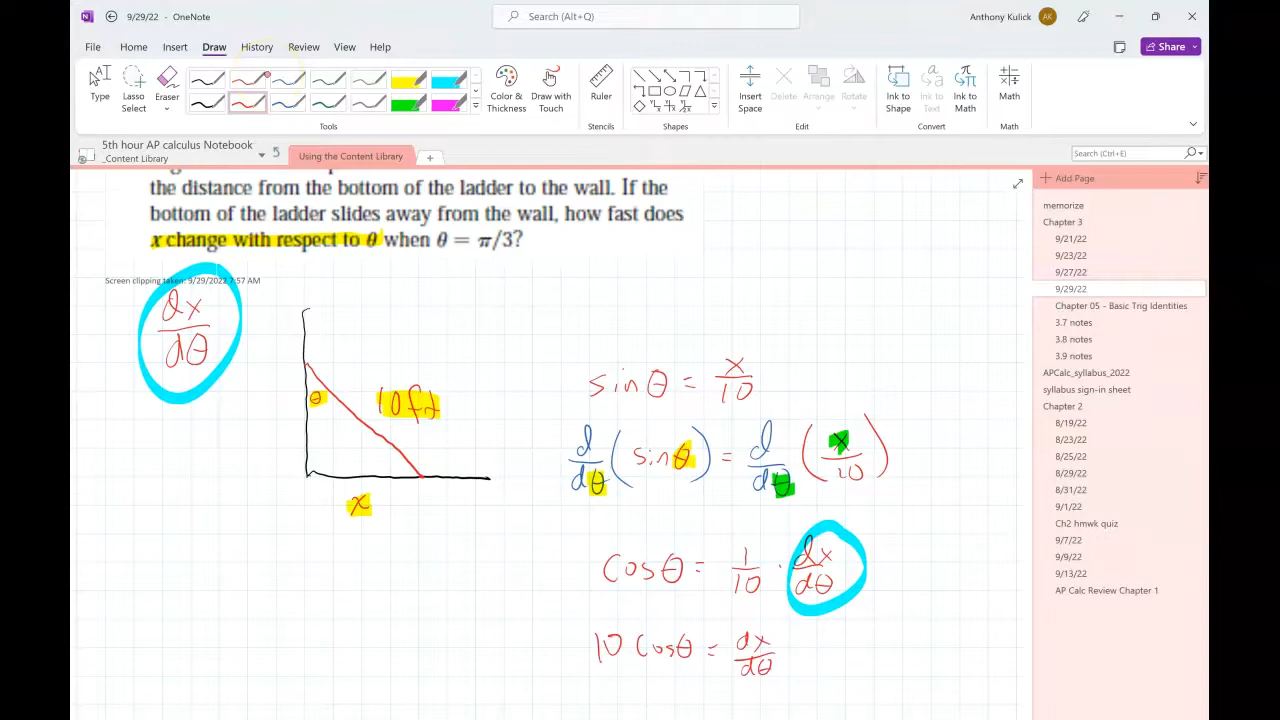 9/29/22 - OneNote
Search (Alt+Q)
Anthony Kulick
AK
File Home Insert Draw History Review View Help
Share
Type
Lasso Select
Eraser
Color & Thickness
Draw with Touch
Ruler
Insert Space
Delete
Arrange
Rotate
Ink to Shape
Ink to Text
Ink to Math
Math
Tools
Stencils
Shapes
Edit
Convert
Math
5th hour AP calculus Notebook
_Content Library
Using the Content Library
Search (Ctrl+E)
the distance from the bottom of the ladder to the wall. If the
bottom of the ladder slides away from the wall, how fast does
x change with respect to θ when θ = π/3?
Screen clipping taken: 9/29/2022 7:57 AM
dx/dθ
θ
10ft
x
sinθ = x/10
d/dθ (sinθ) = d/dθ (x/10)
cosθ = 1/10 · dx/dθ
10 cosθ = dx/dθ
Add Page
memorize
Chapter 3
9/21/22
9/23/22
9/27/22
9/29/22
Chapter 05 - Basic Trig Identities
3.7 notes
3.8 notes
3.9 notes
APCalc_syllabus_2022
syllabus sign-in sheet
Chapter 2
8/19/22
8/23/22
8/25/22
8/29/22
8/31/22
9/1/22
Ch2 hmwk quiz
9/7/22
9/9/22
9/13/22
AP Calc Review Chapter 1